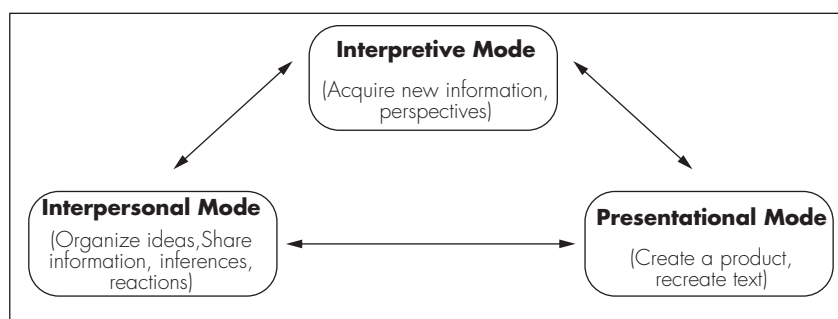 Interpretive Mode
(Acquire new information,
perspectives)
Interpersonal Mode
(Organize ideas,Share
information, inferences,
reactions)
Presentational Mode
(Create a product,
recreate text)